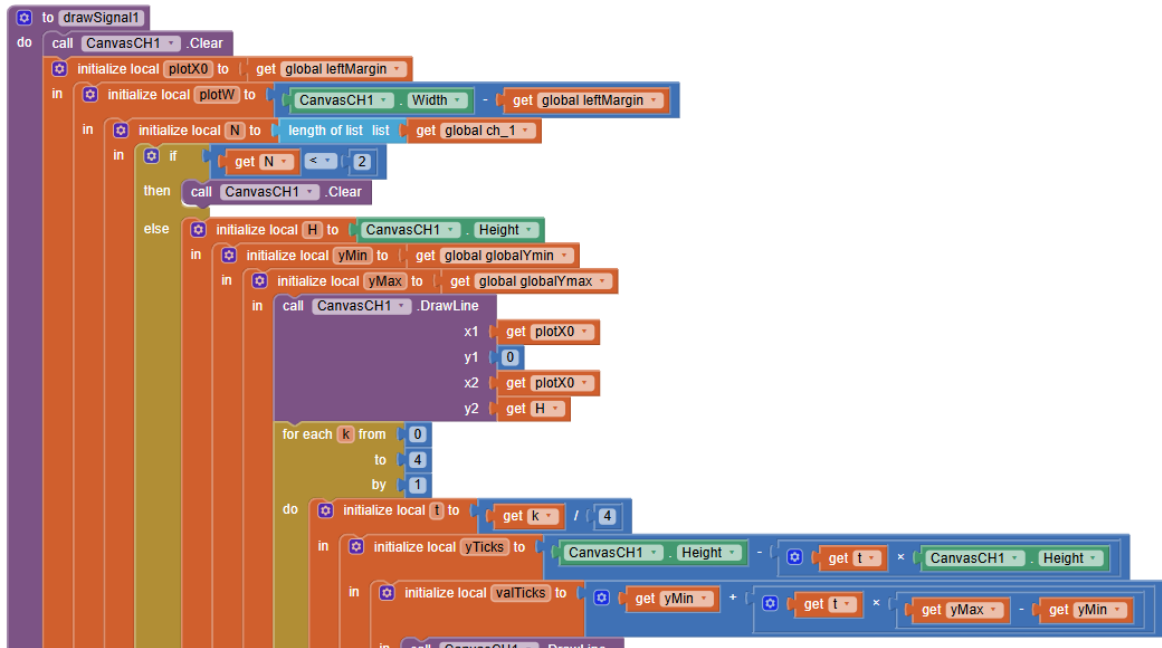 to drawSignal1
do call CanvasCH1 .Clear
initialize local plotX0 to get global leftMargin
in initialize local plotW to CanvasCH1 . Width - get global leftMargin
in initialize local N to length of list list get global ch_1
in if get N < 2
then call CanvasCH1 .Clear
else initialize local H to CanvasCH1 . Height
in initialize local yMin to get global globalYmin
in initialize local yMax to get global globalYmax
in call CanvasCH1 .DrawLine
x1 get plotX0
y1 0
x2 get plotX0
y2 get H
for each k from 0
to 4
by 1
do initialize local t to get k / 4
in initialize local yTicks to CanvasCH1 . Height - get t × CanvasCH1 . Height
in initialize local valTicks to get yMin + get t × get yMax - get yMin
in call CanvasCH1 .DrawLine